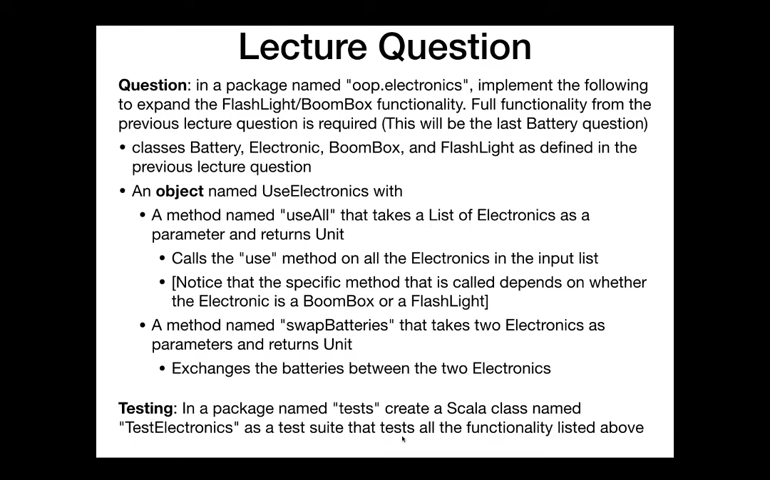 Lecture Question
Question: in a package named "oop.electronics", implement the following
to expand the FlashLight/BoomBox functionality. Full functionality from the
previous lecture question is required (This will be the last Battery question)
• classes Battery, Electronic, BoomBox, and FlashLight as defined in the
previous lecture question
• An object named UseElectronics with
• A method named "useAll" that takes a List of Electronics as a
parameter and returns Unit
• Calls the "use" method on all the Electronics in the input list
• [Notice that the specific method that is called depends on whether
the Electronic is a BoomBox or a FlashLight]
• A method named "swapBatteries" that takes two Electronics as
parameters and returns Unit
• Exchanges the batteries between the two Electronics
Testing: In a package named "tests" create a Scala class named
"TestElectronics" as a test suite that tests all the functionality listed above